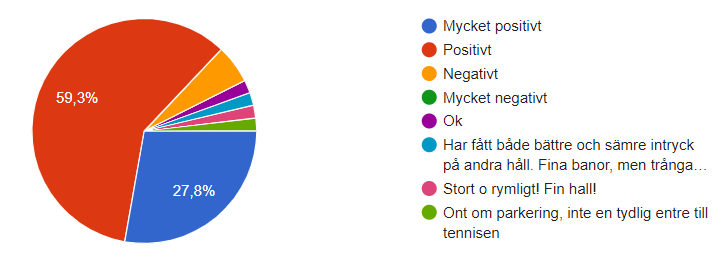 59,3%
27,8%
Mycket positivt
Positivt
Negativt
Mycket negativt
Ok
Har fått både bättre och sämre intryck
på andra håll. Fina banor, men trånga…
Stort o rymligt! Fin hall!
Ont om parkering, inte en tydlig entre till
tennisen